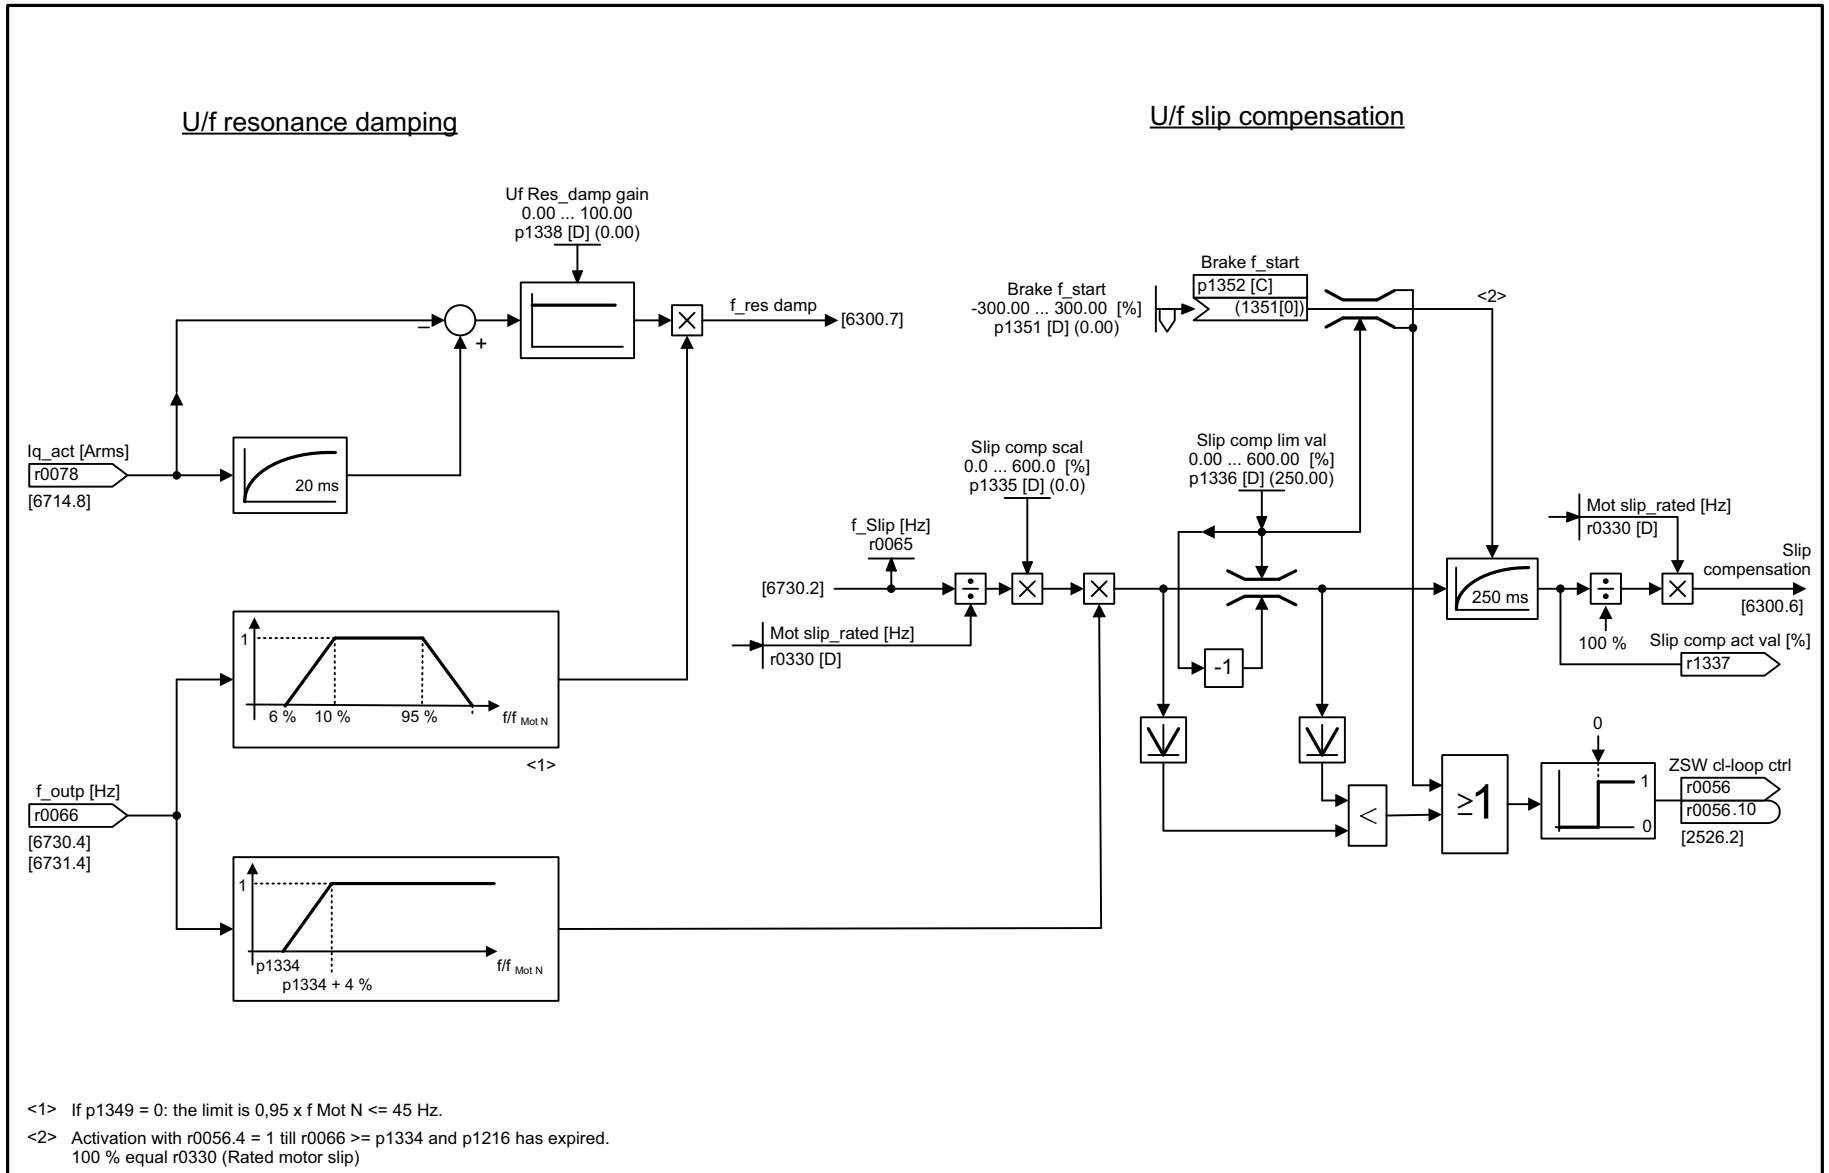 U/f resonance damping
U/f slip compensation
Uf Res_damp gain
0.00 ... 100.00
p1338 [D] (0.00)
f_res damp
[6300.7]
_
+
Iq_act [Arms]
r0078
[6714.8]
20 ms
1
6 %
10 %
95 %
f/f Mot N
<1>
f_outp [Hz]
r0066
[6730.4]
[6731.4]
1
p1334
p1334 + 4 %
f/f Mot N
Brake f_start
-300.00 ... 300.00 [%]
p1351 [D] (0.00)
Brake f_start
p1352 [C]
(1351[0])
<2>
Slip comp scal
0.0 ... 600.0 [%]
p1335 [D] (0.0)
Slip comp lim val
0.00 ... 600.00 [%]
p1336 [D] (250.00)
f_Slip [Hz]
r0065
[6730.2]
÷
×
×
Mot slip_rated [Hz]
r0330 [D]
-1
250 ms
÷
×
100 %
Mot slip_rated [Hz]
r0330 [D]
Slip
compensation
[6300.6]
Slip comp act val [%]
r1337
<
≥1
0
1
0
ZSW cl-loop ctrl
r0056
r0056.10
[2526.2]
<1> If p1349 = 0: the limit is 0,95 x f Mot N <= 45 Hz.
<2> Activation with r0056.4 = 1 till r0066 >= p1334 and p1216 has expired.
100 % equal r0330 (Rated motor slip)